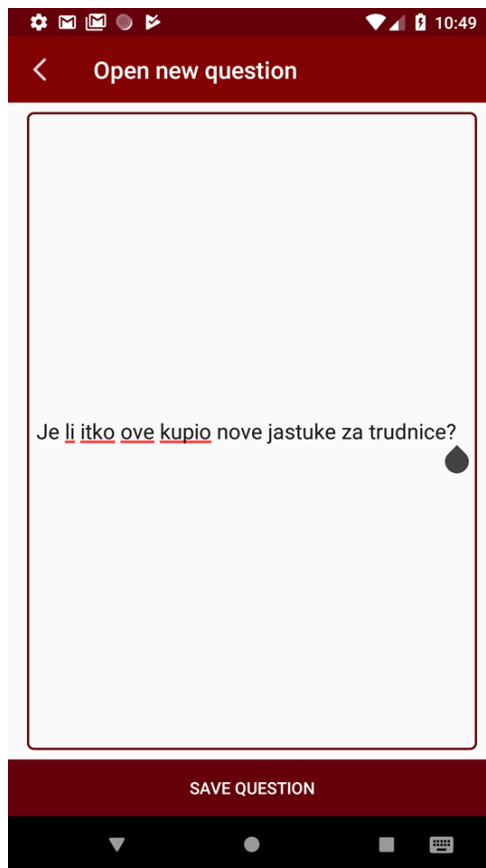 10:49
Open new question
Je li itko ove kupio nove jastuke za trudnice?
SAVE QUESTION